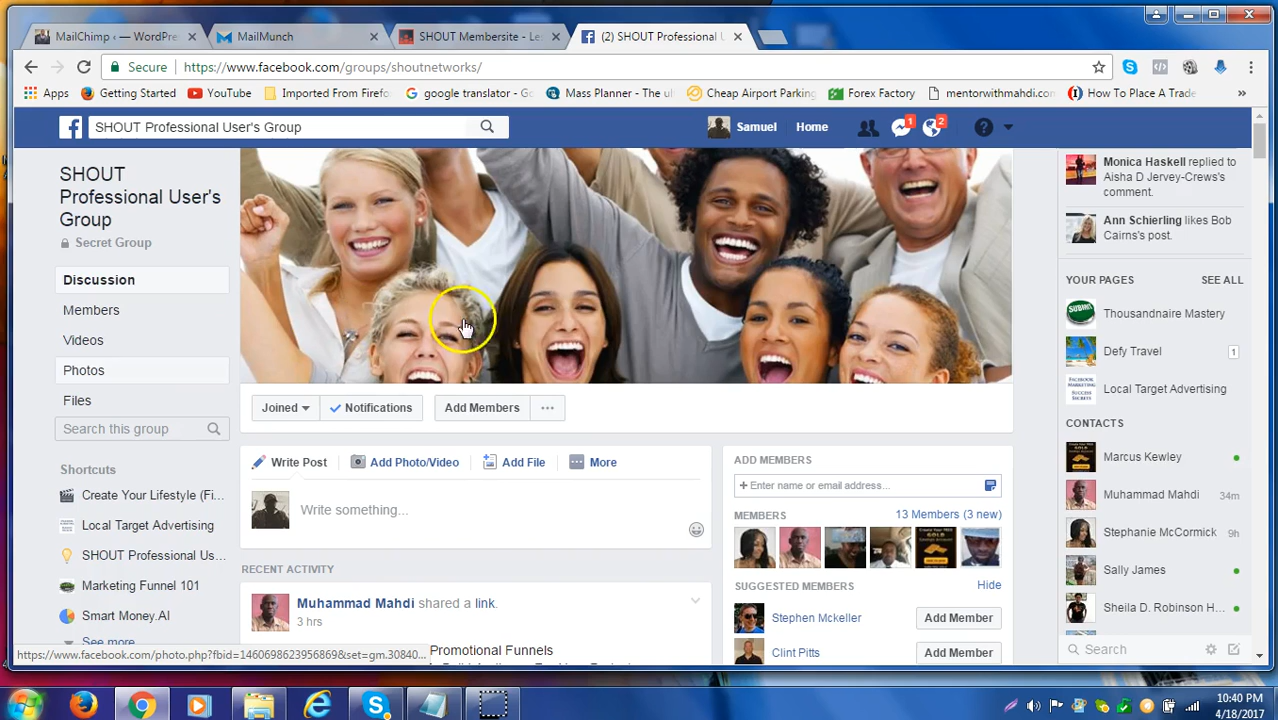 MailChimp ‹ — WordPre
MailMunch
SHOUT Membersite - Le
(2) SHOUT Professional U
Secure
https://www.facebook.com/groups/shoutnetworks/
Apps
Getting Started
YouTube
Imported From Firefo
google translator - Go
Mass Planner - The ul
Cheap Airport Parking
Forex Factory
mentorwithmahdi.com
How To Place A Trade
»
SHOUT Professional User's Group
Samuel
Home
1
2
SHOUT
Professional User's
Group
Secret Group
Discussion
Members
Videos
Photos
Files
Search this group
Shortcuts
Create Your Lifestyle (Fi...
Local Target Advertising
SHOUT Professional Us...
Marketing Funnel 101
Smart Money.AI
See more
Joined
Notifications
Add Members
Write Post
Add Photo/Video
Add File
More
Write something...
RECENT ACTIVITY
Muhammad Mahdi shared a link.
3 hrs
Promotional Funnels
ADD MEMBERS
+ Enter name or email address...
MEMBERS
13 Members (3 new)
SUGGESTED MEMBERS
Hide
Stephen Mckeller
Add Member
Clint Pitts
Add Member
Monica Haskell replied to
Aisha D Jervey-Crews's
comment.
Ann Schierling likes Bob
Cairns's post.
YOUR PAGES
SEE ALL
SUBMIT
Thousandnaire Mastery
Defy Travel
1
Local Target Advertising
CONTACTS
Marcus Kewley
Muhammad Mahdi
34m
Stephanie McCormick
9h
Sally James
Sheila D. Robinson H...
Search
https://www.facebook.com/photo.php?fbid=1460698623956869&set=gm.30840...
10:40 PM
4/18/2017